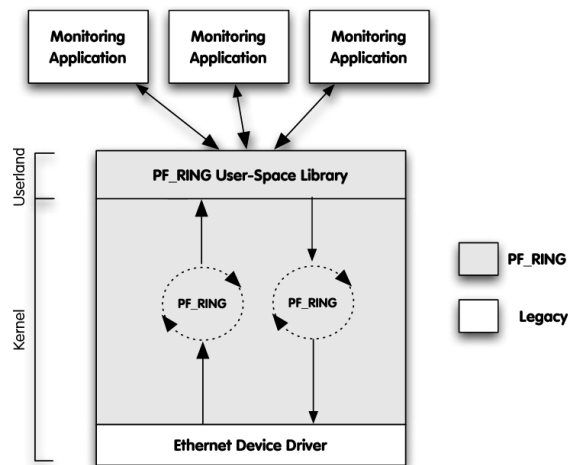 Monitoring
Application
Monitoring
Application
Monitoring
Application
Userland
PF_RING User-Space Library
Kernel
PF_RING
PF_RING
PF_RING
Legacy
Ethernet Device Driver